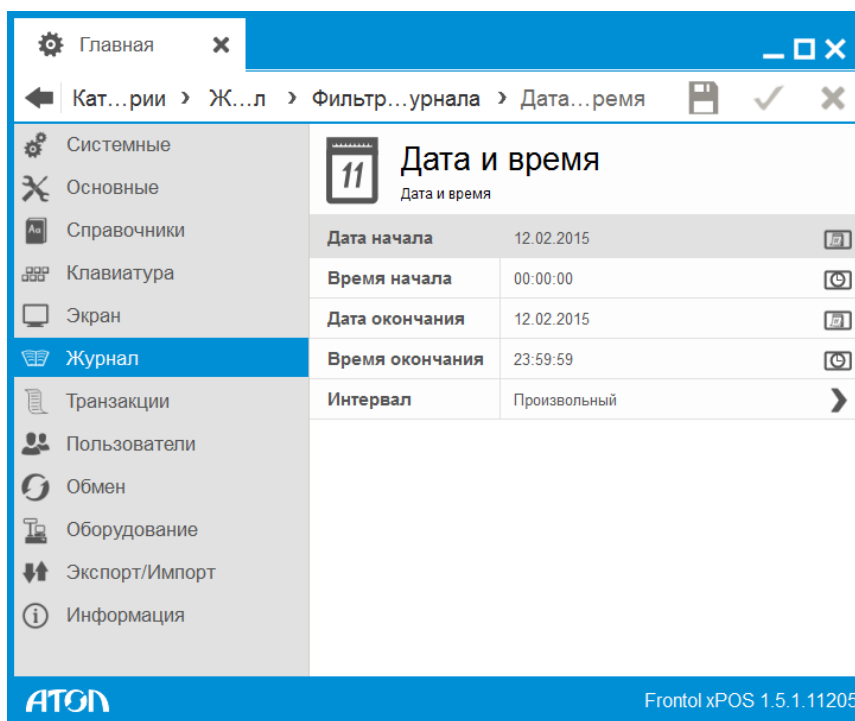 Главная
Кат...рии › Ж...л › Фильтр...урнала › Дата...ремя
Системные
Основные
Справочники
Клавиатура
Экран
Журнал
Транзакции
Пользователи
Обмен
Оборудование
Экспорт/Импорт
Информация
11 Дата и время
Дата и время
Дата начала 12.02.2015
Время начала 00:00:00
Дата окончания 12.02.2015
Время окончания 23:59:59
Интервал Произвольный
АТОЛ Frontol xPOS 1.5.1.11205